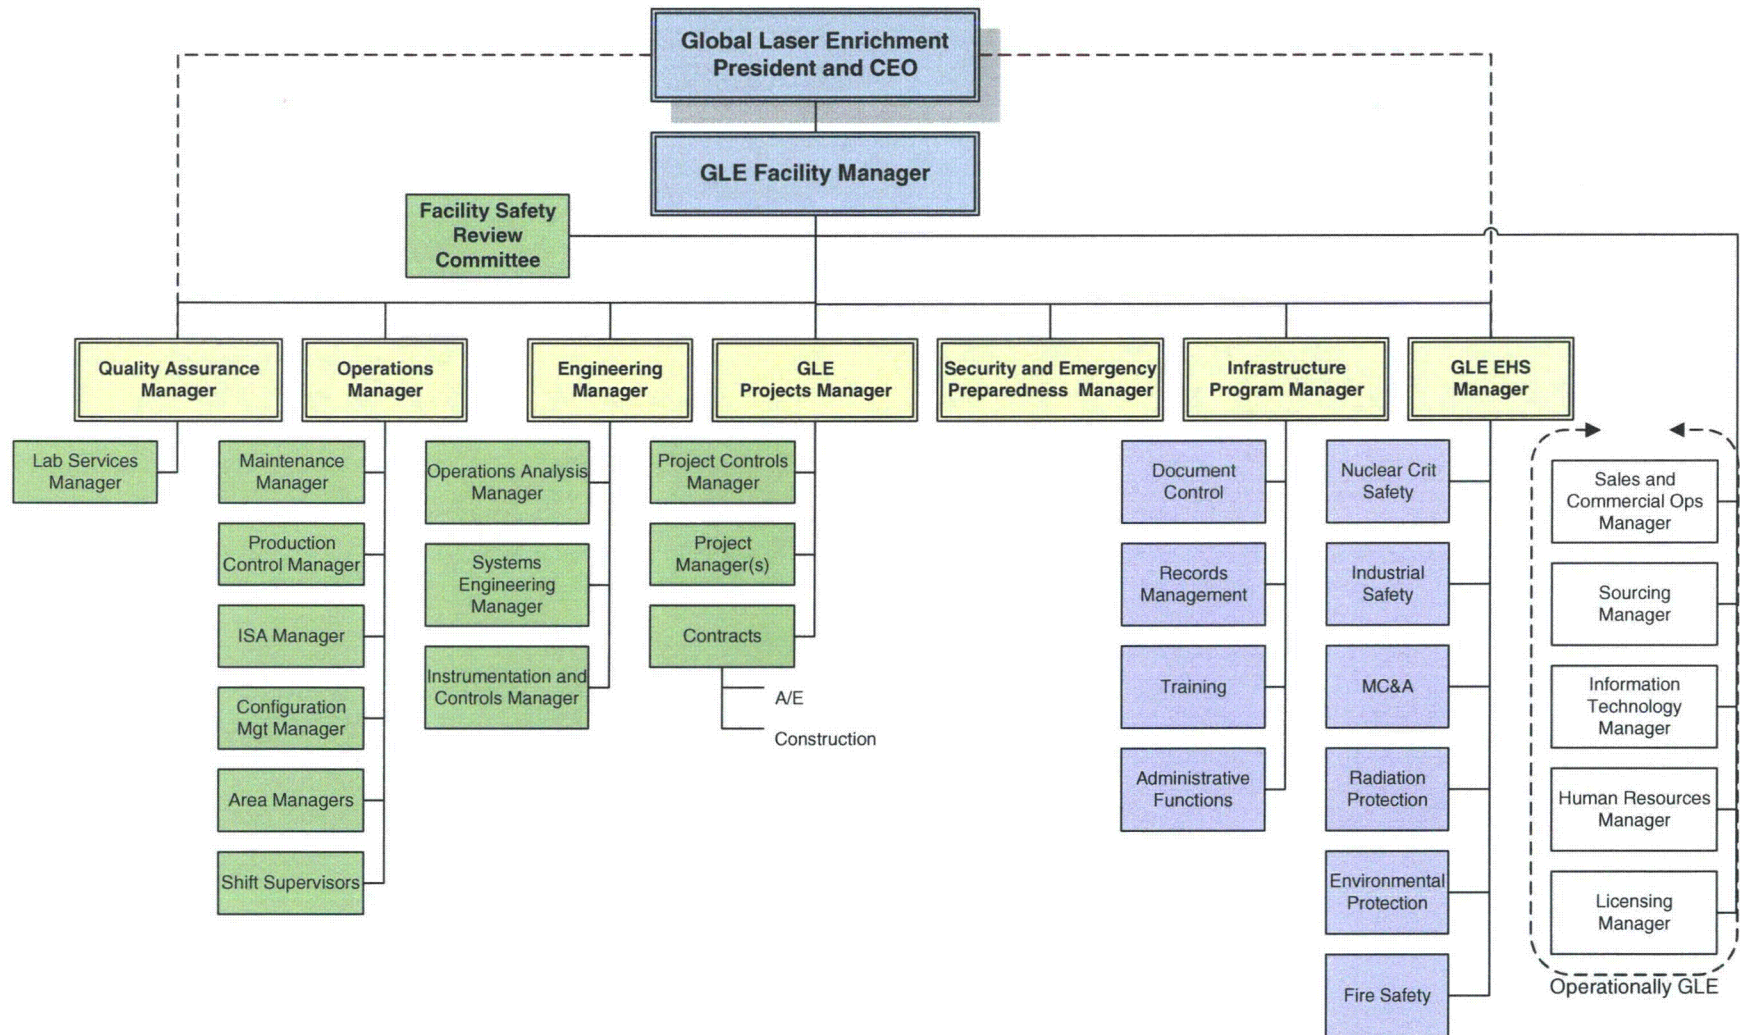 Global Laser Enrichment
President and CEO
GLE Facility Manager
Facility Safety
Review
Committee
Quality Assurance
Manager
Operations
Manager
Engineering
Manager
GLE
Projects Manager
Security and Emergency
Preparedness Manager
Infrastructure
Program Manager
GLE EHS
Manager
Lab Services
Manager
Maintenance
Manager
Production
Control Manager
ISA Manager
Configuration
Mgt Manager
Area Managers
Shift Supervisors
Operations Analysis
Manager
Systems
Engineering
Manager
Instrumentation and
Controls Manager
Project Controls
Manager
Project
Manager(s)
Contracts
A/E
Construction
Document
Control
Records
Management
Training
Administrative
Functions
Nuclear Crit
Safety
Industrial
Safety
MC&A
Radiation
Protection
Environmental
Protection
Fire Safety
Sales and
Commercial Ops
Manager
Sourcing
Manager
Information
Technology
Manager
Human Resources
Manager
Licensing
Manager
Operationally GLE